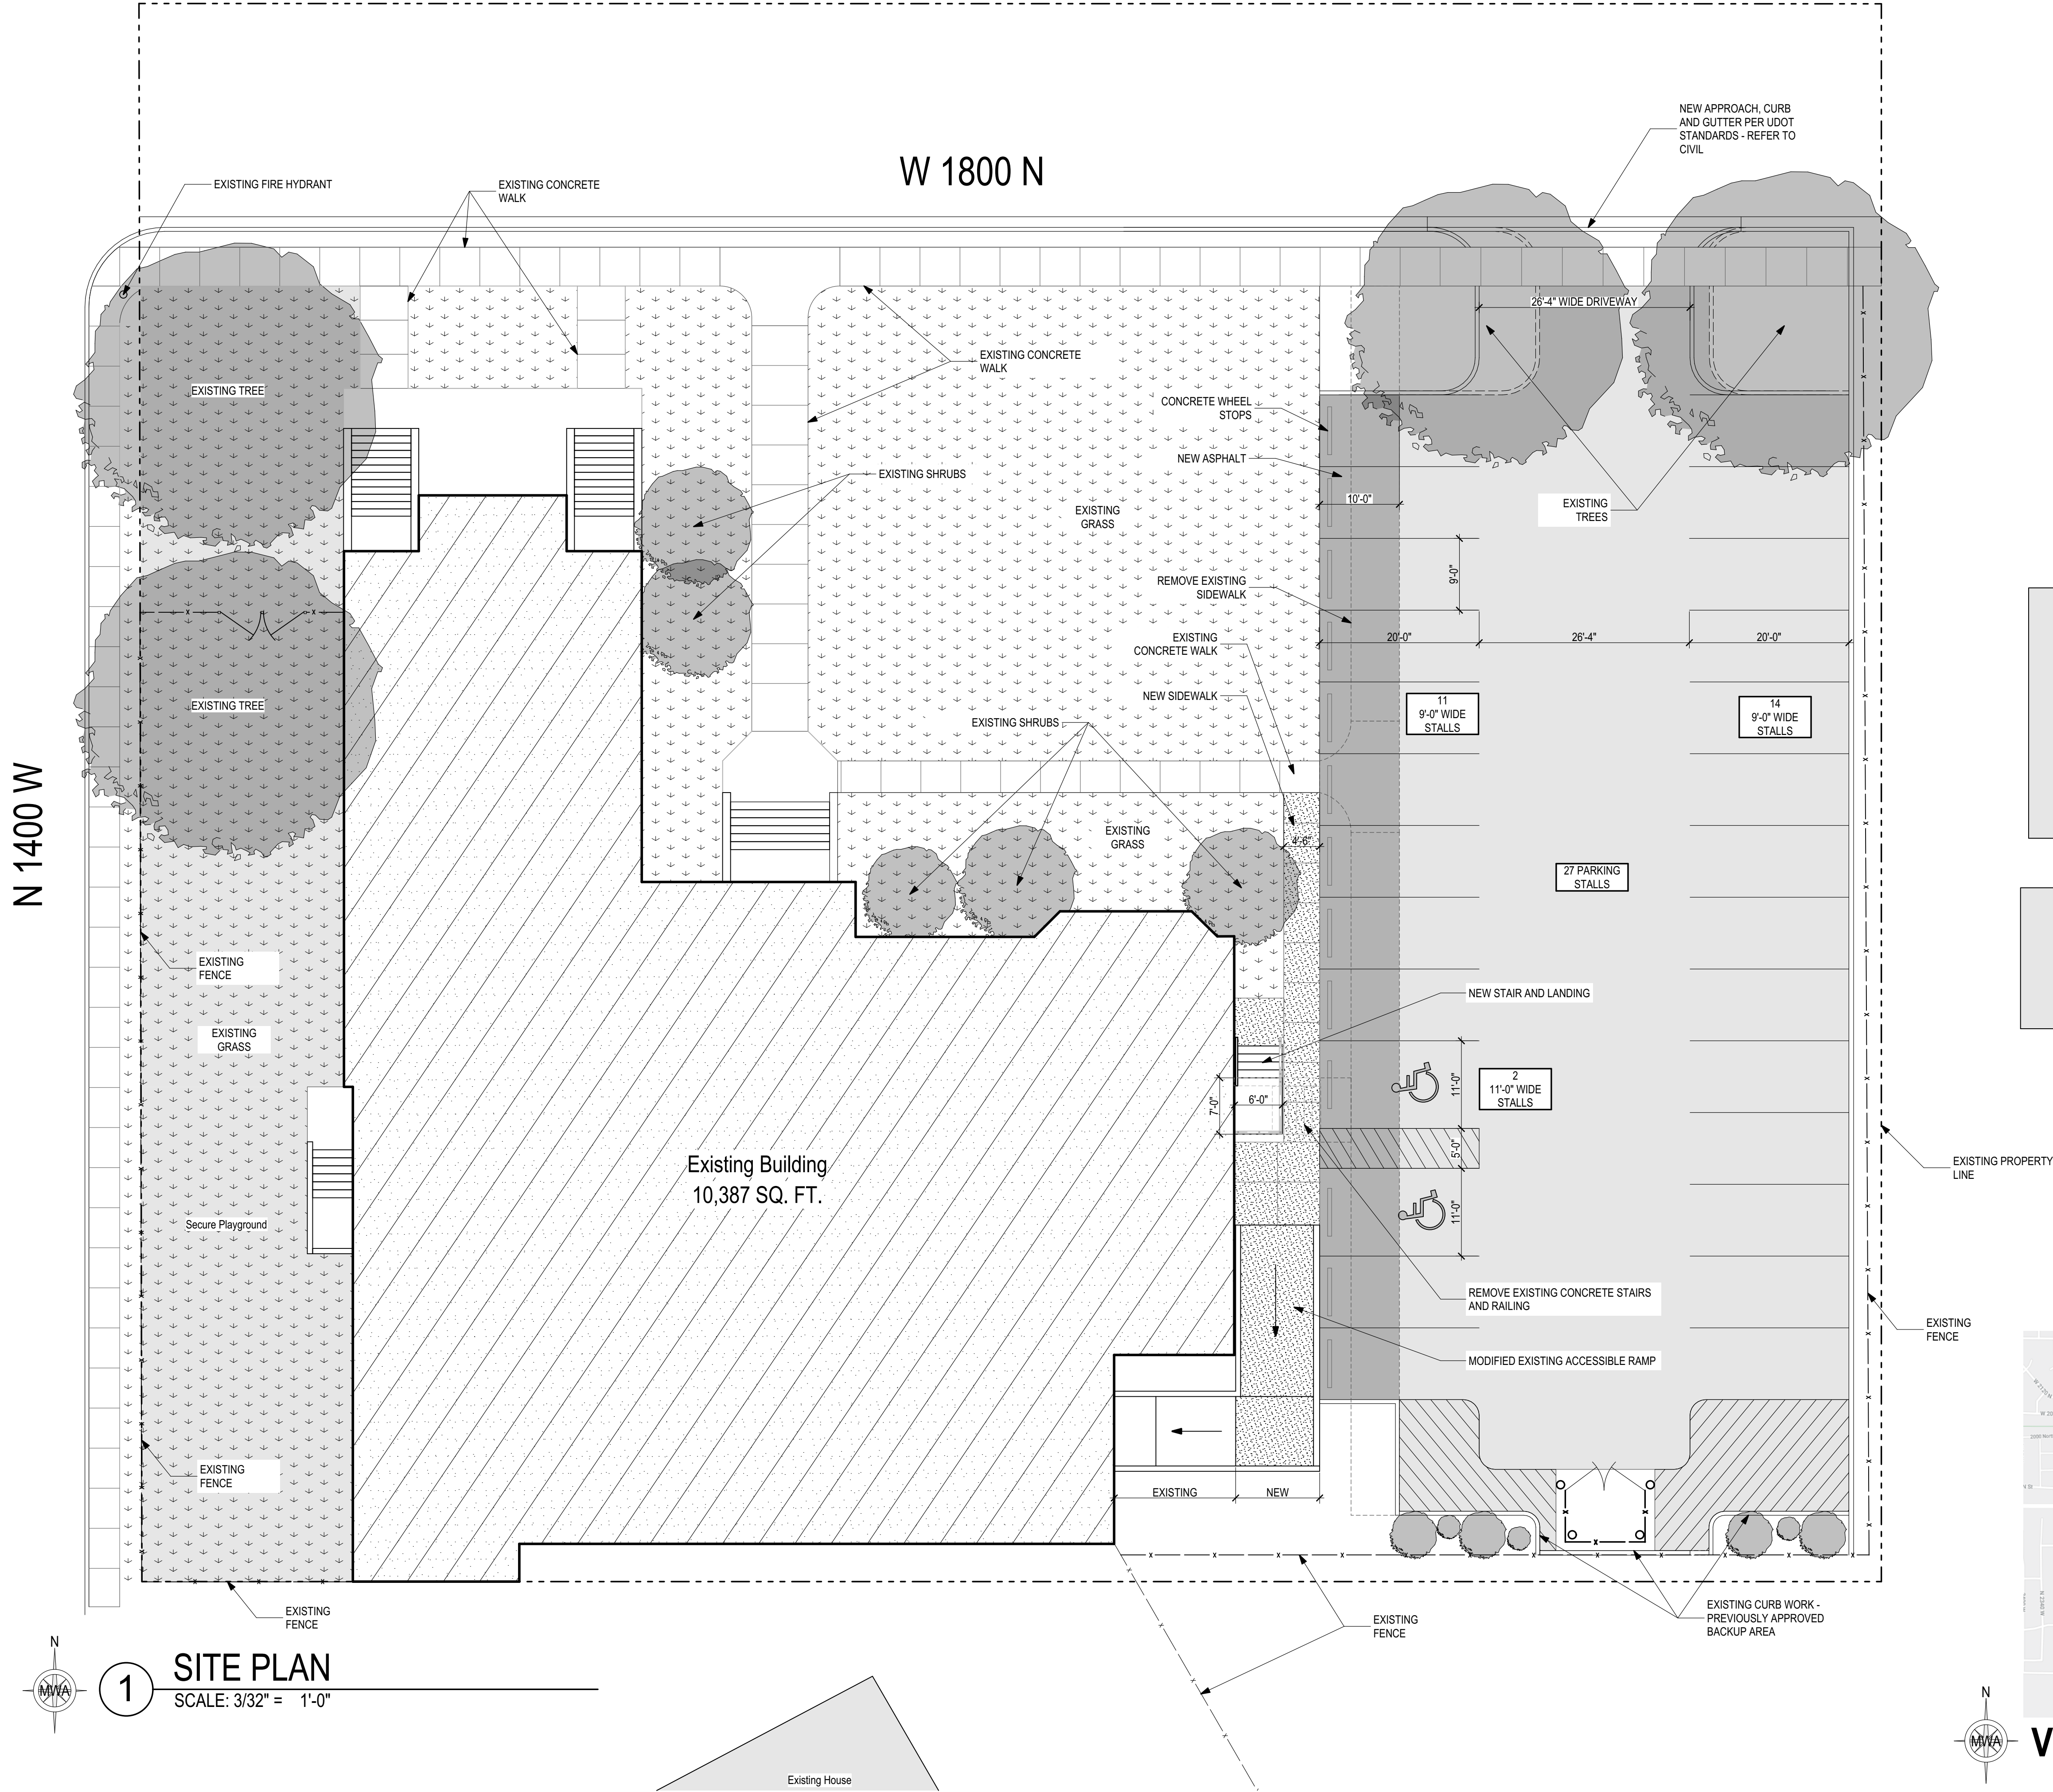 NEW APPROACH, CURB
AND GUTTER PER UDOT
STANDARDS - REFER TO
CIVIL
W 1800 N
EXISTING FIRE HYDRANT
EXISTING CONCRETE
WALK
26'-4" WIDE DRIVEWAY
EXISTING TREE
EXISTING CONCRETE
WALK
CONCRETE WHEEL
STOPS
NEW ASPHALT
EXISTING SHRUBS
10'-0"
EXISTING
TREES
EXISTING
GRASS
9'-0"
REMOVE EXISTING
SIDEWALK
20'-0"
26'-4"
20'-0"
EXISTING
CONCRETE WALK
NEW SIDEWALK
EXISTING TREE
EXISTING SHRUBS
11
9'-0" WIDE
STALLS
14
9'-0" WIDE
STALLS
N 1400 W
EXISTING
GRASS
4'-6"
27 PARKING
STALLS
EXISTING
FENCE
NEW STAIR AND LANDING
EXISTING
GRASS
11'-0"
2
11'-0" WIDE
STALLS
7'-0"
6'-0"
5'-0"
Existing Building
10,387 SQ. FT.
EXISTING PROPERTY
LINE
Secure Playground
11'-0"
REMOVE EXISTING CONCRETE STAIRS
AND RAILING
EXISTING
FENCE
MODIFIED EXISTING ACCESSIBLE RAMP
EXISTING
FENCE
EXISTING
NEW
EXISTING
FENCE
EXISTING
FENCE
EXISTING CURB WORK -
PREVIOUSLY APPROVED
BACKUP AREA
N
MWA
1
SITE PLAN
SCALE: 3/32" = 1'-0"
Existing House
N
MWA
V
W 2120 N
W 20
2000 Nort
N 2240 W